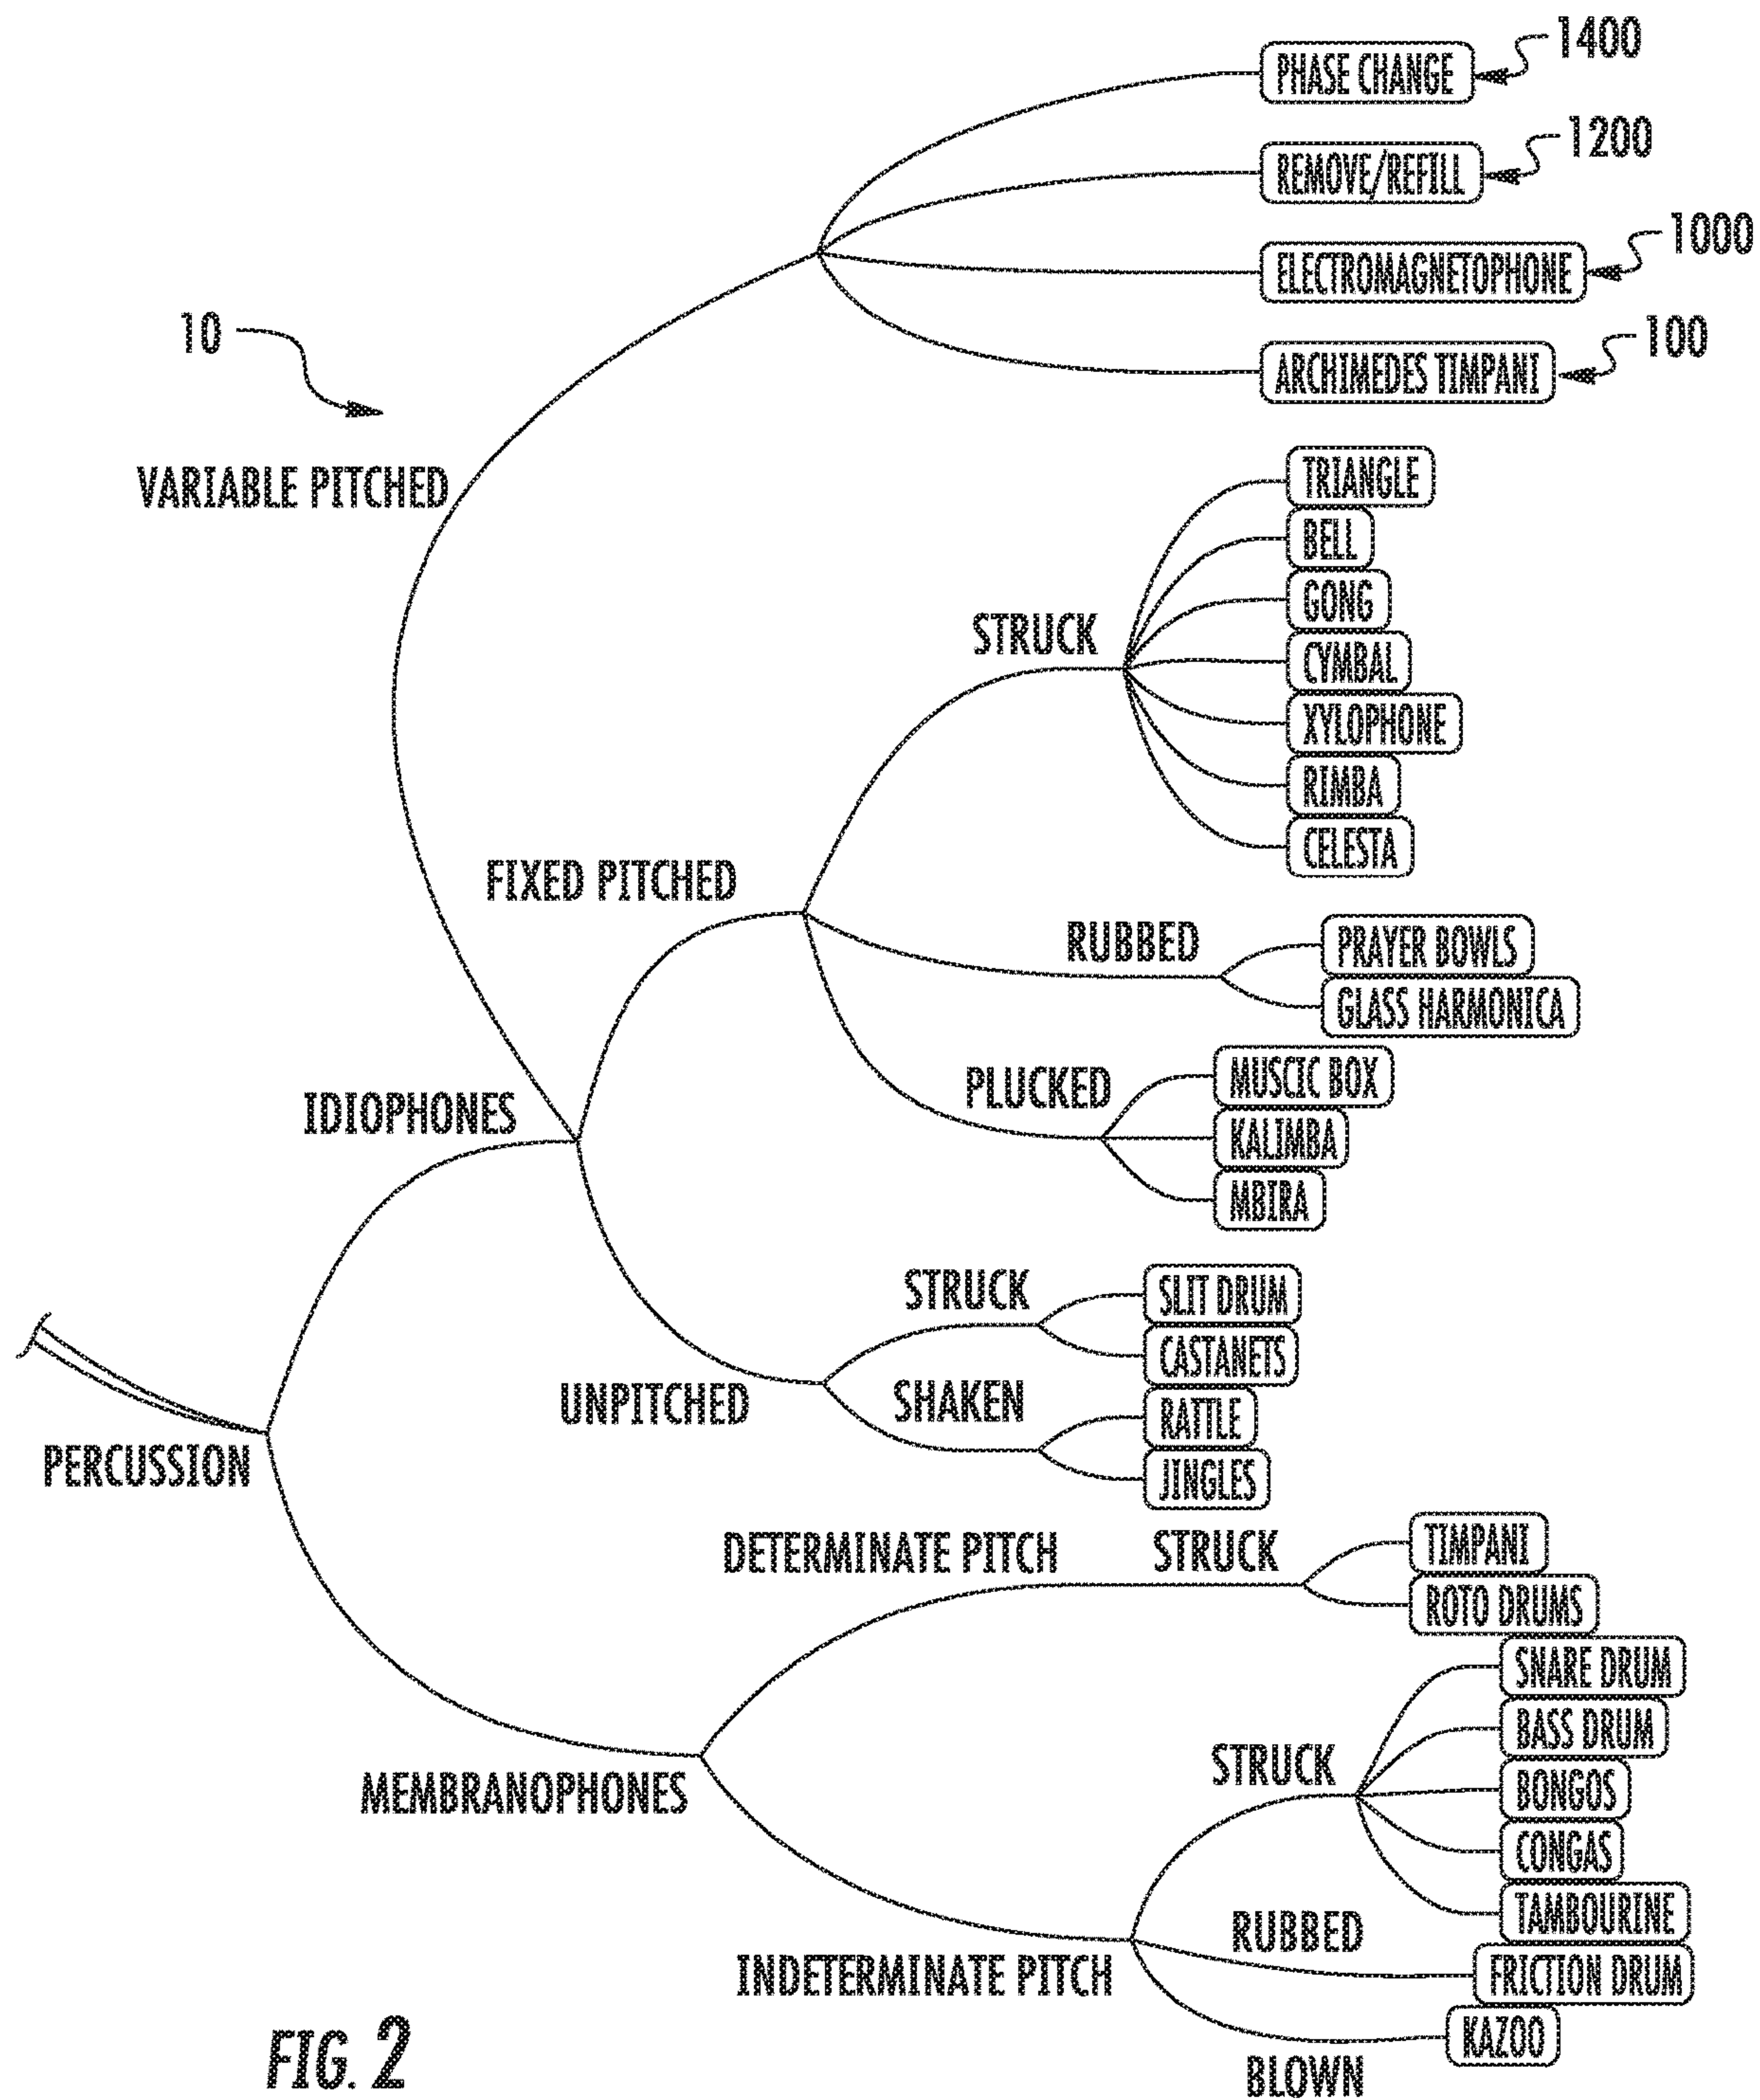 PHASE CHANGE
1400
REMOVE/REFILL
1200
ELECTROMAGNETOPHONE
1000
ARCHIMEDES TIMPANI
100
10
VARIABLE PITCHED
TRIANGLE
BELL
GONG
STRUCK
CYMBAL
XYLOPHONE
RIMBA
CELESTA
FIXED PITCHED
RUBBED
PRAYER BOWLS
GLASS HARMONICA
PLUCKED
MUSCIC BOX
KALIMBA
MBIRA
IDIOPHONES
STRUCK
SLIT DRUM
CASTANETS
UNPITCHED
SHAKEN
RATTLE
JINGLES
PERCUSSION
DETERMINATE PITCH
STRUCK
TIMPANI
ROTO DRUMS
SNARE DRUM
BASS DRUM
STRUCK
BONGOS
CONGAS
TAMBOURINE
MEMBRANOPHONES
RUBBED
FRICTION DRUM
INDETERMINATE PITCH
KAZOO
BLOWN
FIG. 2